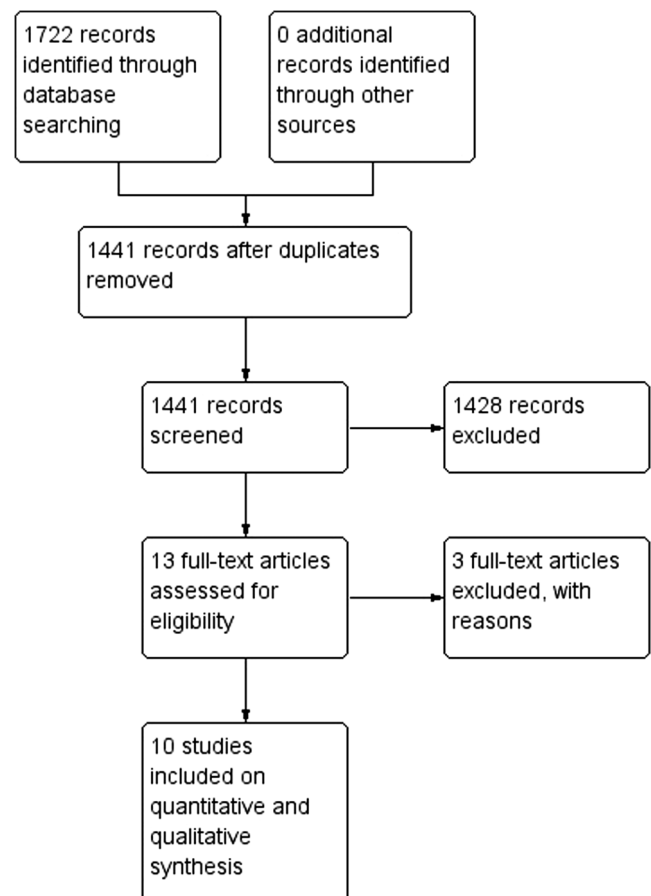 1722 records
identified through
database
searching
0 additional
records identified
through other
sources
1441 records after duplicates
removed
1441 records
screened
1428 records
excluded
13 full-text articles
assessed for
eligibility
3 full-text articles
excluded, with
reasons
10 studies
included on
quantitative and
qualitative
synthesis